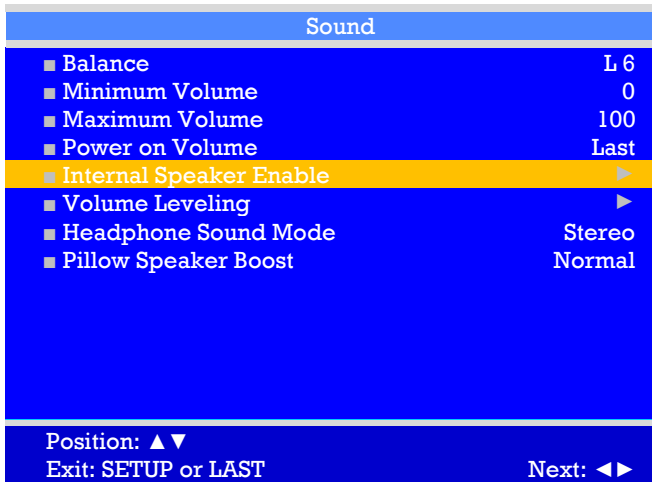 Sound
■ Balance L 6
■ Minimum Volume 0
■ Maximum Volume 100
■ Power on Volume Last
■ Internal Speaker Enable ►
■ Volume Leveling ►
■ Headphone Sound Mode Stereo
■ Pillow Speaker Boost Normal
Position: ▲▼
Exit: SETUP or LAST Next: ◄►